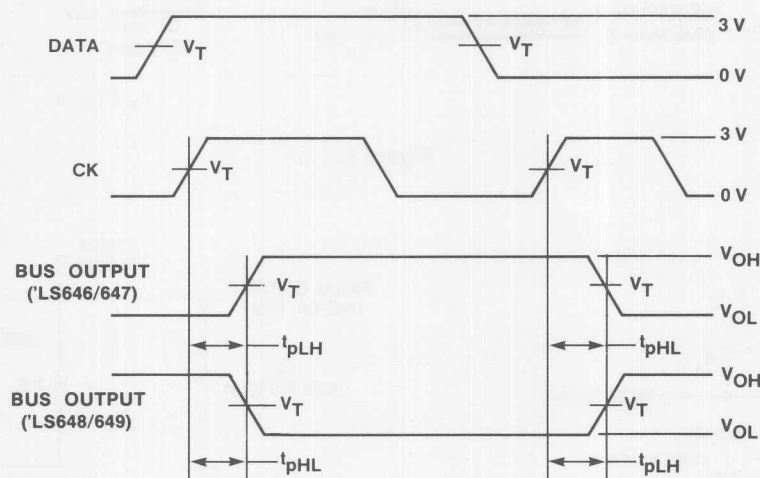 3 V
DATA
V_T
V_T
0 V
3 V
CK
V_T
V_T
0 V
V_OH
BUS OUTPUT
('LS646/647)
V_T
V_T
V_OL
t_pLH
t_pHL
V_OH
BUS OUTPUT
('LS648/649)
V_T
V_T
V_OL
t_pHL
t_pLH